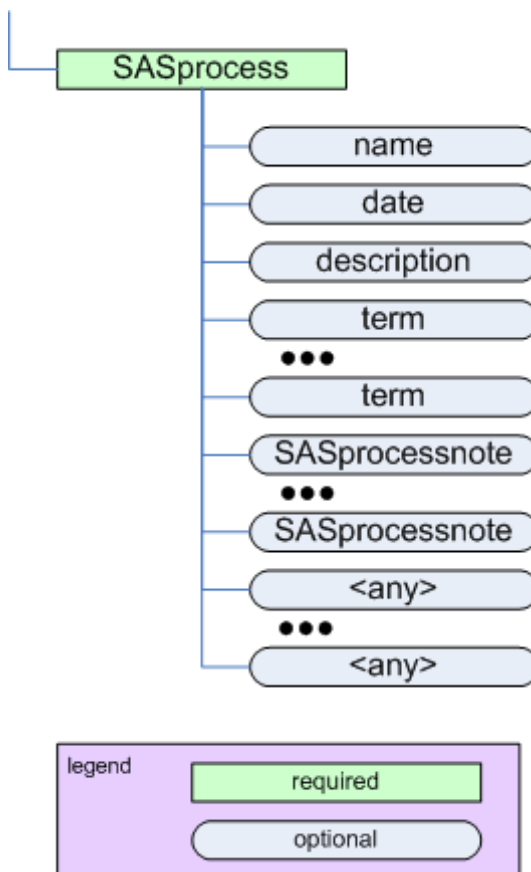 SASprocess
name
date
description
term
•••
term
SASprocessnote
•••
SASprocessnote
<any>
•••
<any>
legend
required
optional